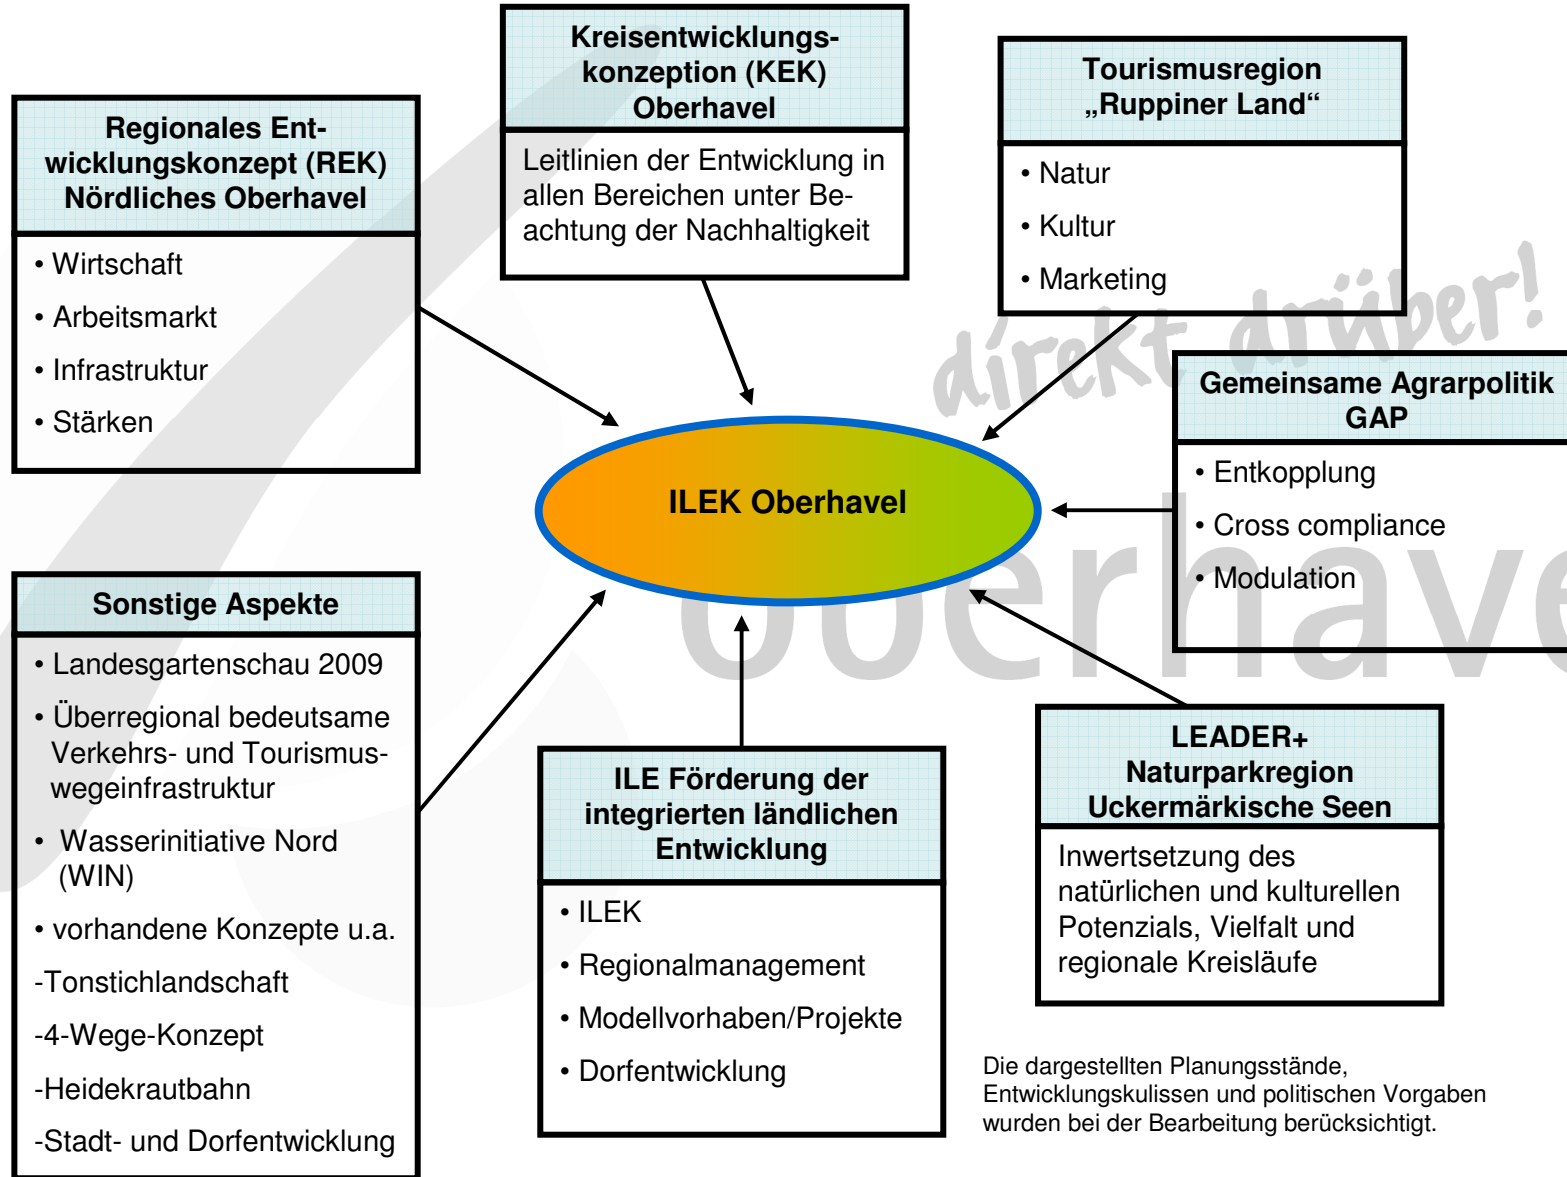 Kreisentwicklungs-
konzeption (KEK)
Oberhavel
Leitlinien der Entwicklung in
allen Bereichen unter Be-
achtung der Nachhaltigkeit
Tourismusregion
„Ruppiner Land“
• Natur
• Kultur
• Marketing
Regionales Ent-
wicklungskonzept (REK)
Nördliches Oberhavel
• Wirtschaft
• Arbeitsmarkt
• Infrastruktur
• Stärken
direkt drüber!
Gemeinsame Agrarpolitik
GAP
• Entkopplung
• Cross compliance
• Modulation
ILEK Oberhavel
oberhave
Sonstige Aspekte
• Landesgartenschau 2009
• Überregional bedeutsame
Verkehrs- und Tourismus-
wegeinfrastruktur
• Wasserinitiative Nord
(WIN)
• vorhandene Konzepte u.a.
-Tonstichlandschaft
-4-Wege-Konzept
-Heidekrautbahn
-Stadt- und Dorfentwicklung
ILE Förderung der
integrierten ländlichen
Entwicklung
• ILEK
• Regionalmanagement
• Modellvorhaben/Projekte
• Dorfentwicklung
LEADER+
Naturparkregion
Uckermärkische Seen
Inwertsetzung des
natürlichen und kulturellen
Potenzials, Vielfalt und
regionale Kreisläufe
Die dargestellten Planungsstände,
Entwicklungskulissen und politischen Vorgaben
wurden bei der Bearbeitung berücksichtigt.